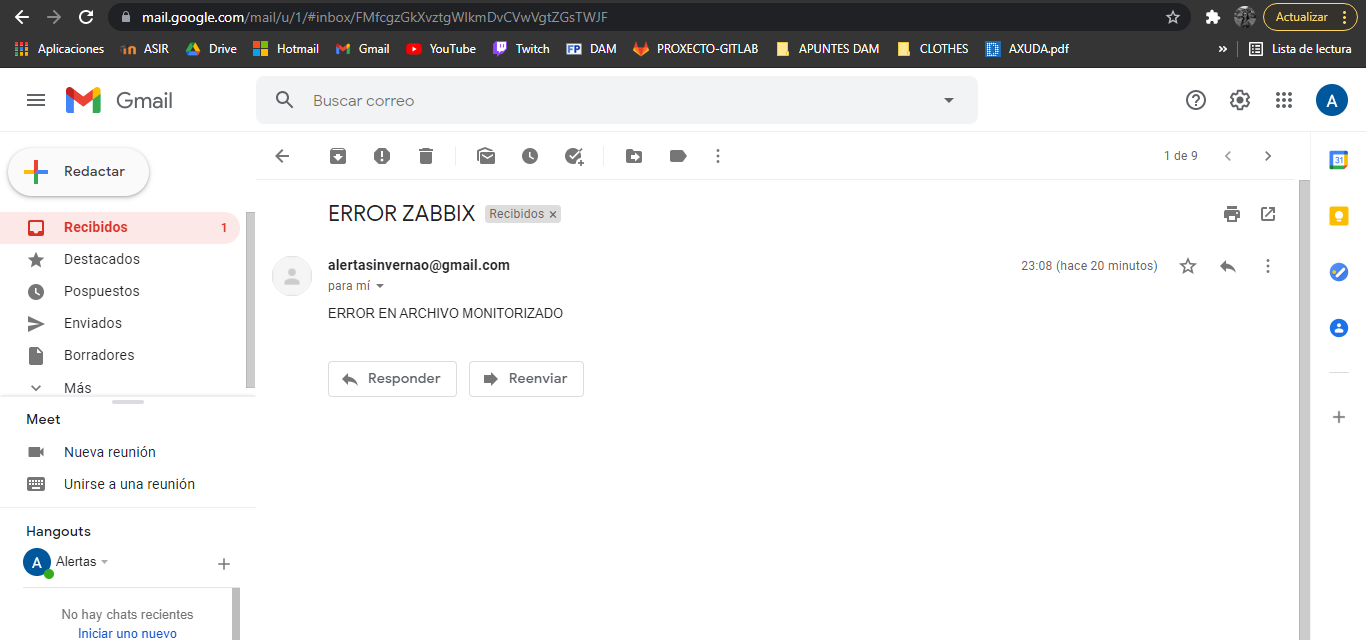 mail.google.com/mail/u/1/#inbox/FMfcgzGkXvztgWlkmDvCVwVgtZGsTWJF
Actualizar
Aplicaciones in ASIR Drive Hotmail Gmail YouTube Twitch FP DAM PROXECTO-GITLAB APUNTES DAM CLOTHES AXUDA.pdf » Lista de lectura
Gmail
Buscar correo
A
Redactar
1 de 9
31
Recibidos 1
Destacados
Pospuestos
Enviados
Borradores
Más
ERROR ZABBIX Recibidos ×
alertasinvernao@gmail.com 23:08 (hace 20 minutos)
para mí
ERROR EN ARCHIVO MONITORIZADO
Responder Reenviar
Meet
Nueva reunión
Unirse a una reunión
Hangouts
A Alertas +
No hay chats recientes
Iniciar uno nuevo